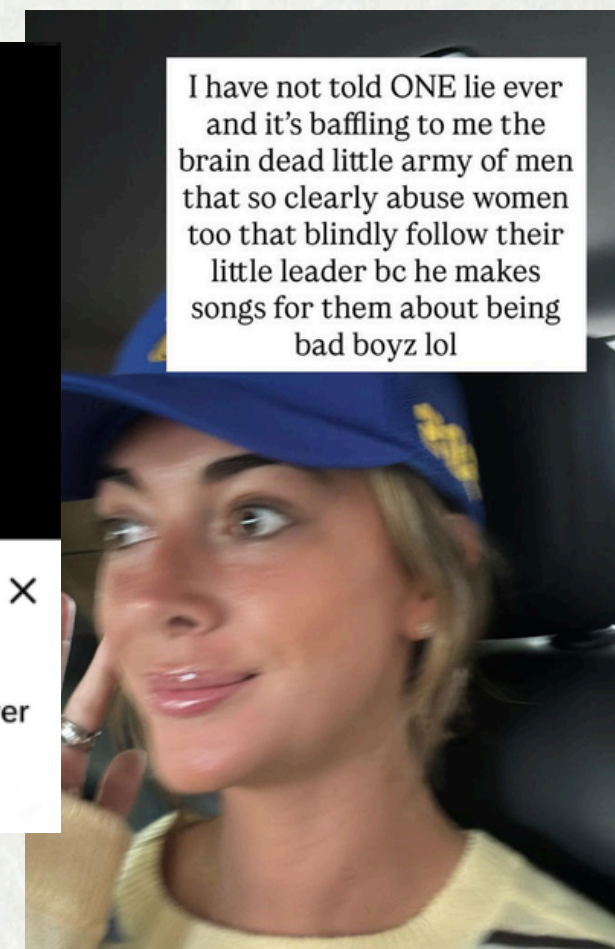 I have not told ONE lie ever
and it’s baffling to me the
brain dead little army of men
that so clearly abuse women
too that blindly follow their
little leader bc he makes
songs for them about being
bad boyz lol
er